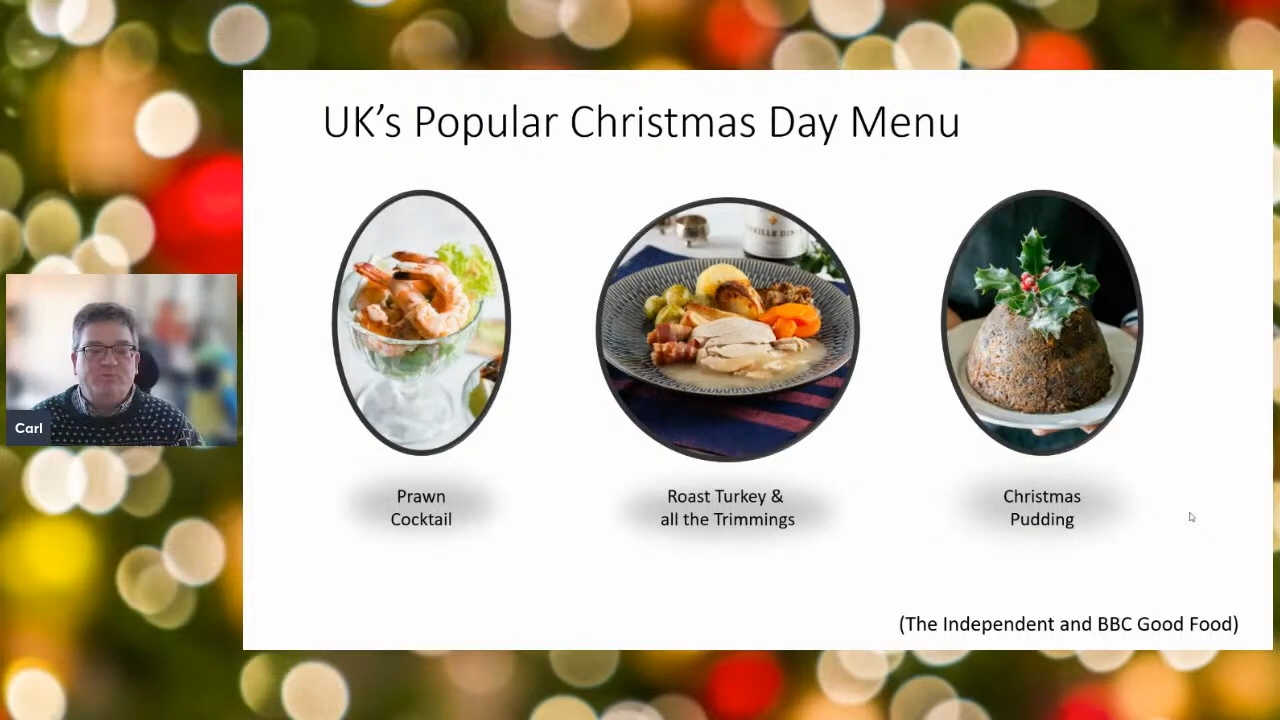 UK’s Popular Christmas Day Menu
Carl
Prawn
Cocktail
Roast Turkey &
all the Trimmings
Christmas
Pudding
(The Independent and BBC Good Food)